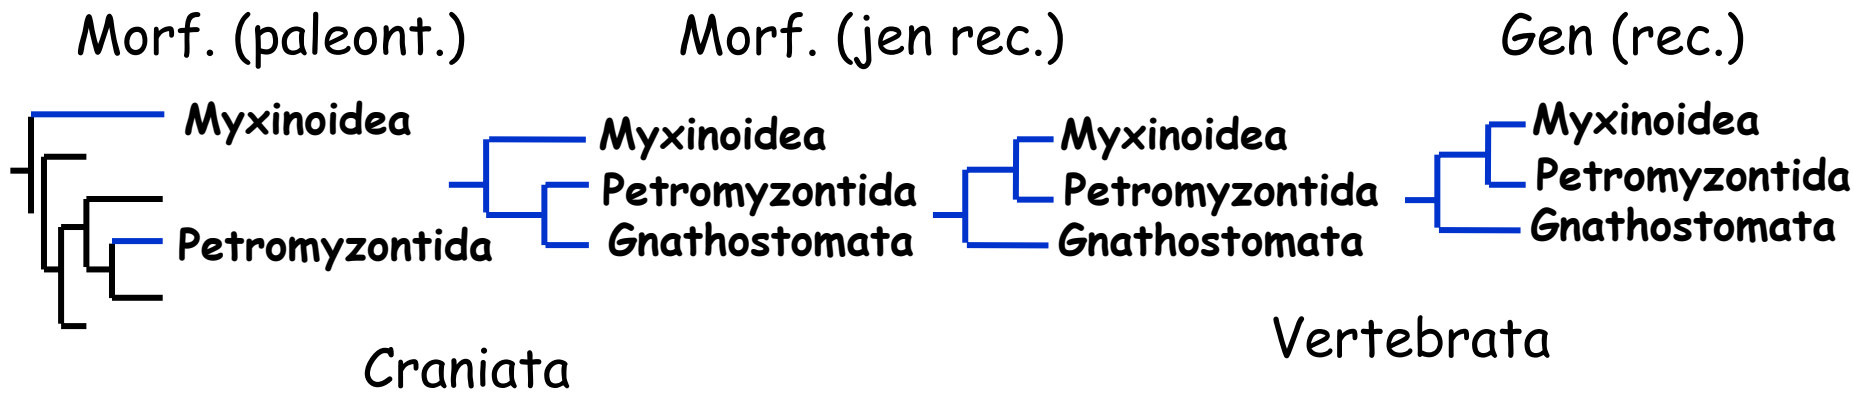 Morf. (paleont.)
Morf. (jen rec.)
Gen (rec.)
Myxinoidea
Petromyzontida
Myxinoidea
Petromyzontida
Gnathostomata
Myxinoidea
Petromyzontida
Gnathostomata
Myxinoidea
Petromyzontida
Gnathostomata
Craniata
Vertebrata